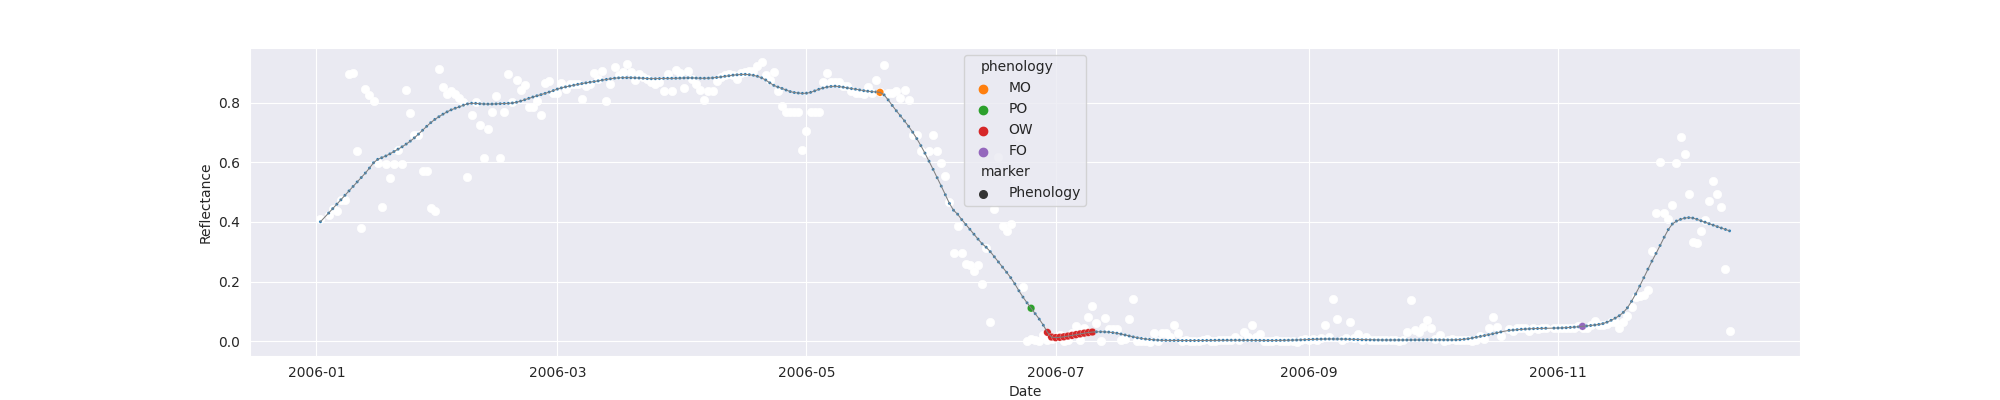 phenology
MO
PO
OW
FO
marker
Phenology
Reflectance
0.8
0.6
0.4
0.2
0.0
2006-01
2006-03
2006-05
2006-07
2006-09
2006-11
Date